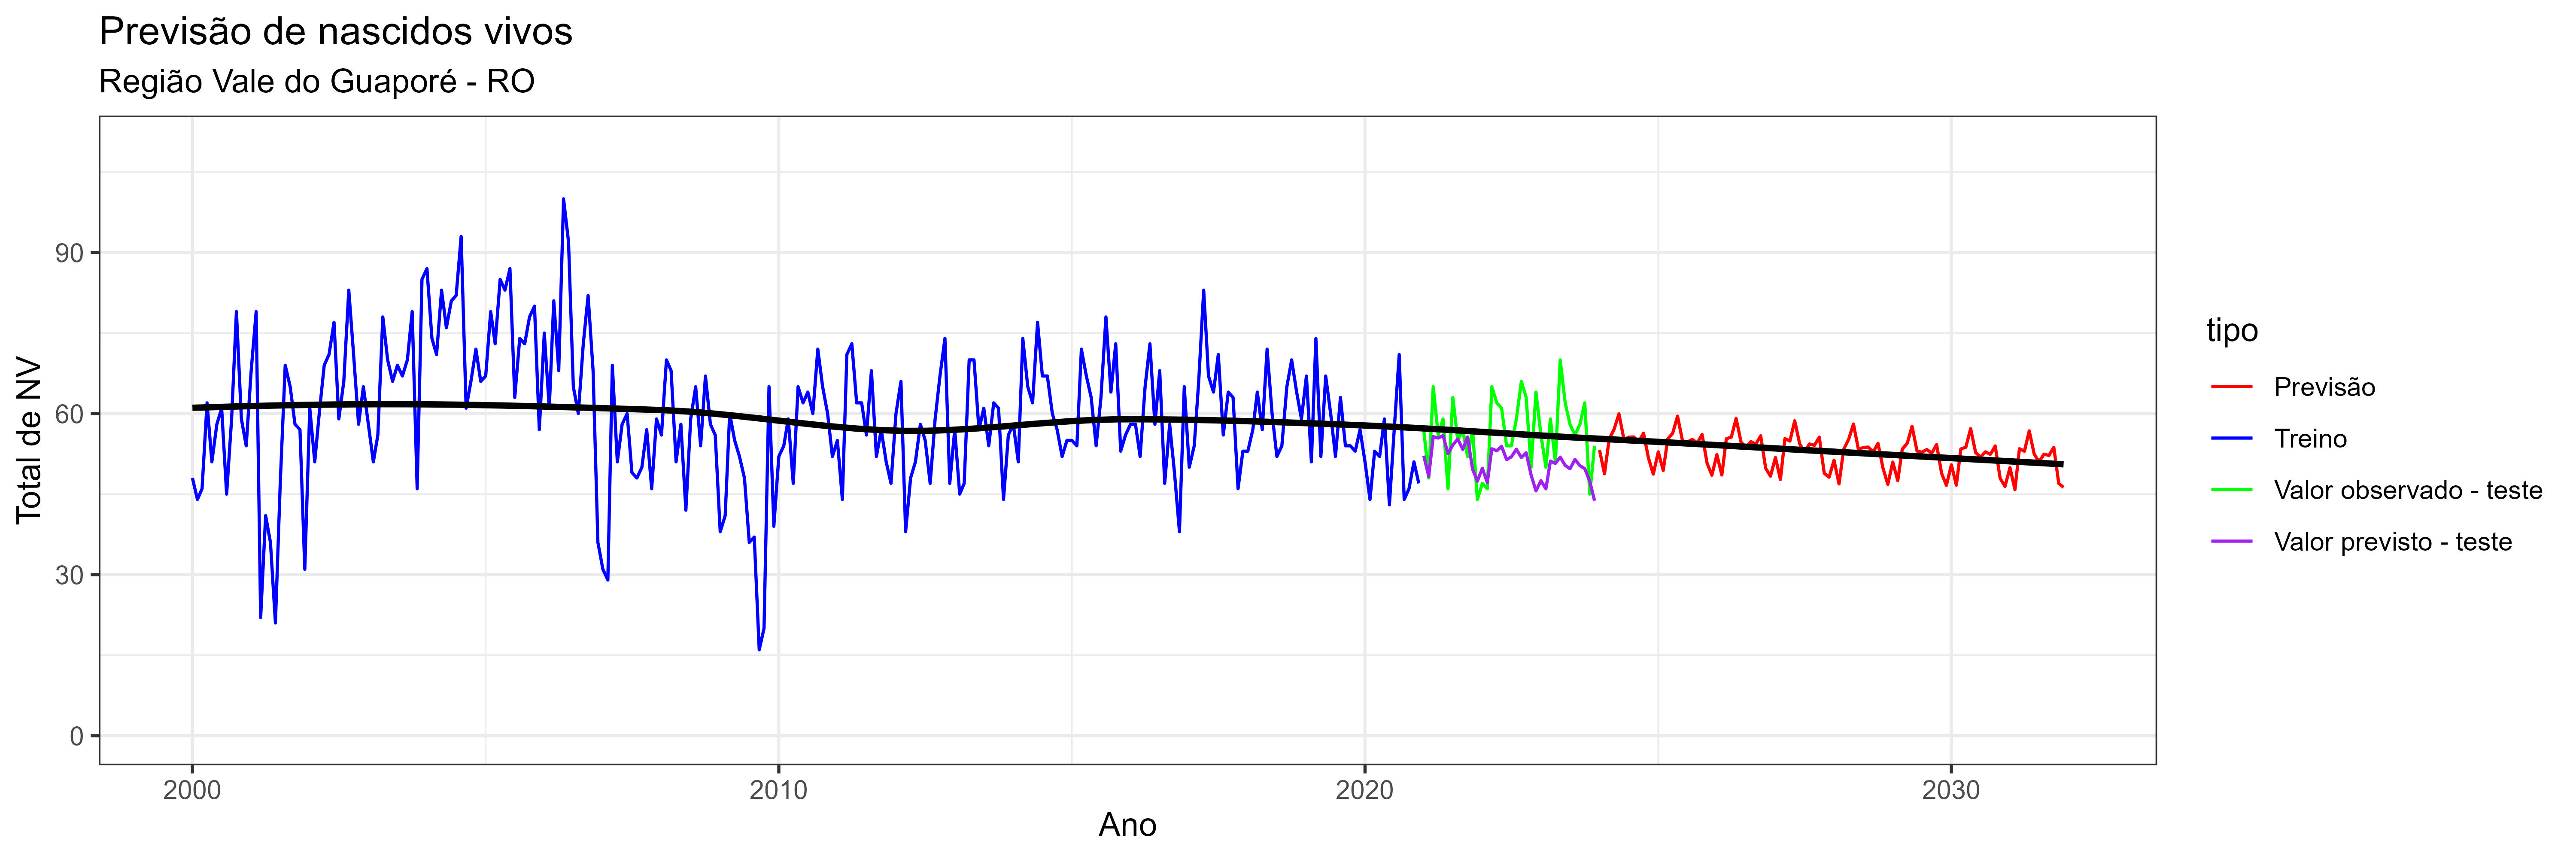 Previsão de nascidos vivos
Região Vale do Guaporé - RO
Total de NV
90
60
30
0
2000
2010
2020
2030
Ano
tipo
Previsão
Treino
Valor observado - teste
Valor previsto - teste